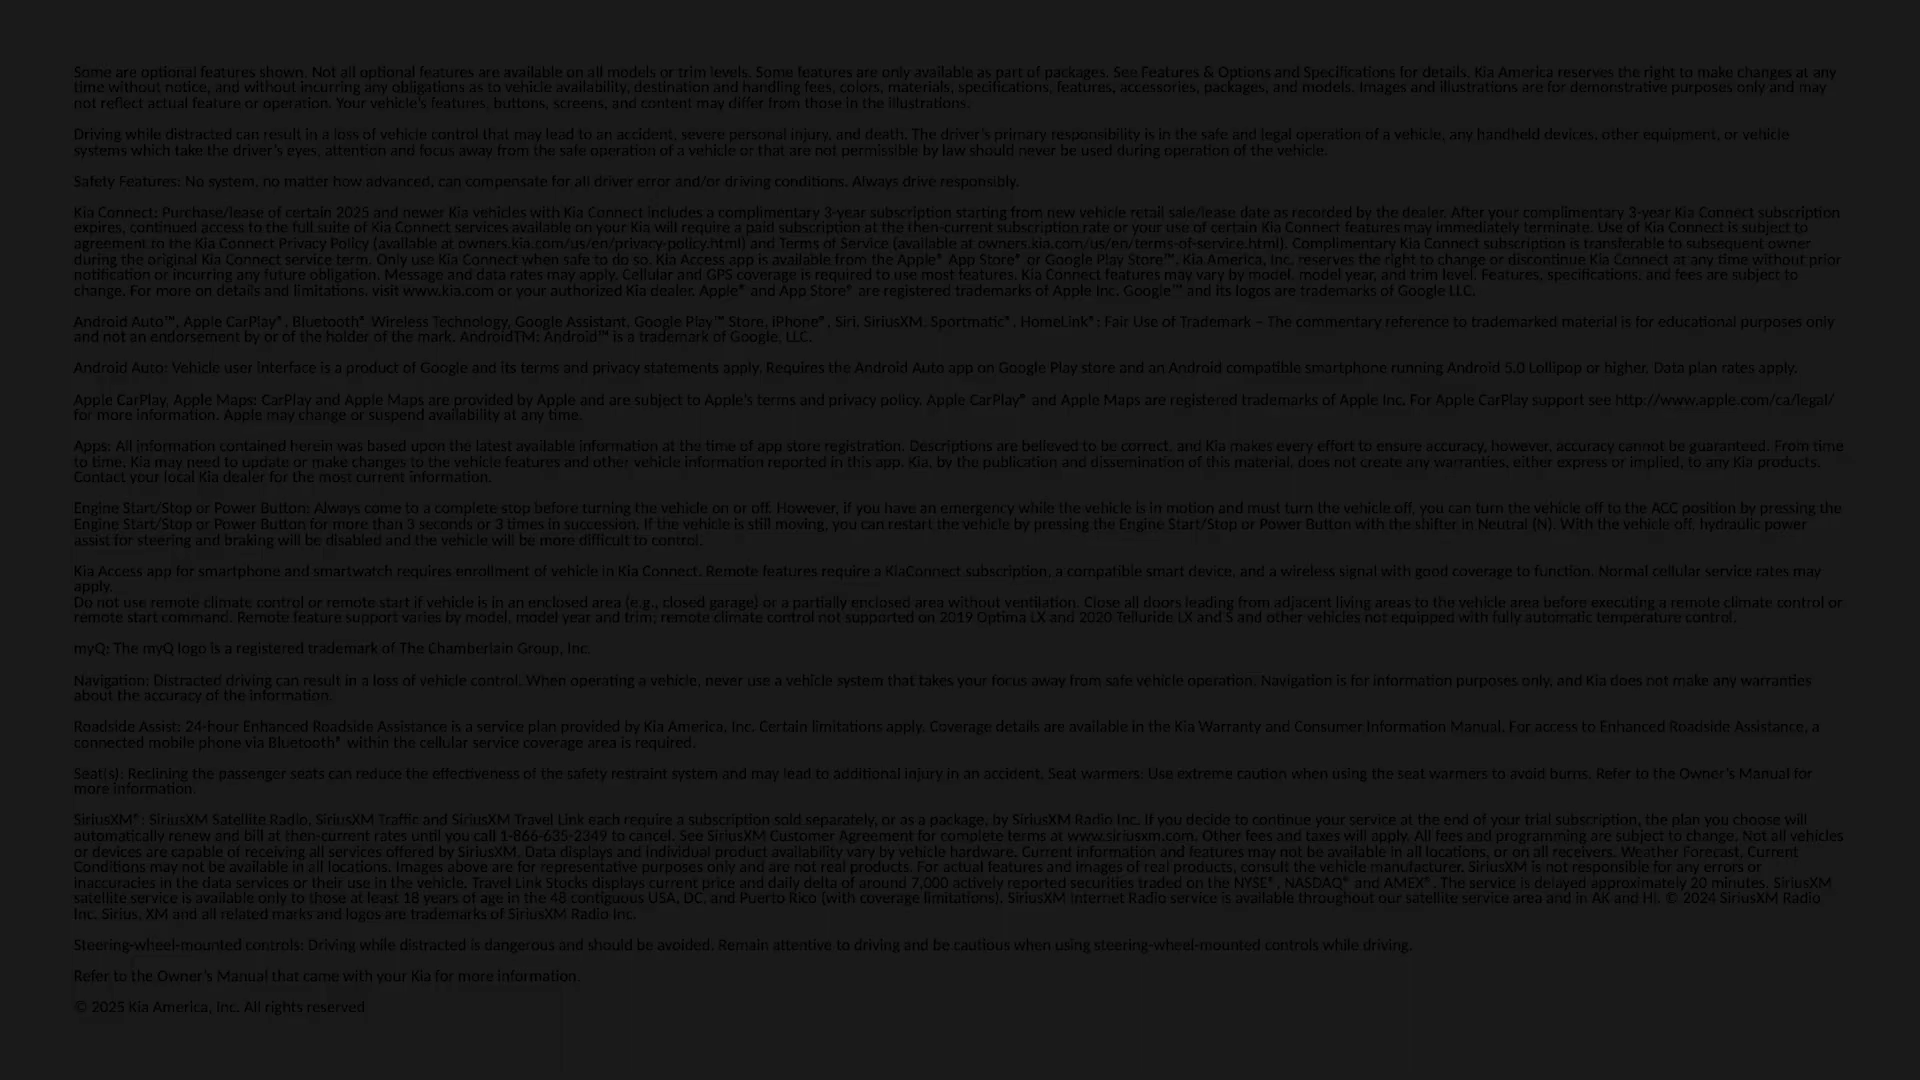 Some are optional features shown. Not all optional features are available on all models or trim levels. Some features are only available as part of packages. See Features & Options and Specifications for details. Kia America reserves the right to make changes at any
time without notice, and without incurring any obligations as to vehicle availability, destination and handling fees, colors, materials, specifications, features, accessories, packages, and models. Images and illustrations are for demonstrative purposes only and may
not reflect actual feature or operation. Your vehicle's features, buttons, screens, and content may differ from those in the illustrations.
Driving while distracted can result in a loss of vehicle control that may lead to an accident, severe personal injury, and death. The driver's primary responsibility is in the safe and legal operation of a vehicle, any handheld devices, other equipment, or vehicle
systems which take the driver's eyes, attention and focus away from the safe operation of a vehicle or that are not permissible by law should never be used during operation of the vehicle.
Safety Features: No system, no matter how advanced, can compensate for all driver error and/or driving conditions. Always drive responsibly.
Kia Connect: Purchase/lease of certain 2025 and newer Kia vehicles with Kia Connect includes a complimentary 3-year subscription starting from new vehicle retail sale/lease date as recorded by the dealer. After your complimentary 3-year Kia Connect subscription
expires, continued access to the full suite of Kia Connect services available on your Kia will require a paid subscription at the then-current subscription rate or your use of certain Kia Connect features may immediately terminate. Use of Kia Connect is subject to
agreement to the Kia Connect Privacy Policy (available at owners.kia.com/us/en/privacy-policy.html) and Terms of Service (available at owners.kia.com/us/en/terms-of-service.html). Complimentary Kia Connect subscription is transferable to subsequent owner
during the original Kia Connect service term. Only use Kia Connect when safe to do so. Kia Access app is available from the Apple® App Store® or Google Play Store™. Kia America, Inc. reserves the right to change or discontinue Kia Connect at any time without prior
notification or incurring any future obligation. Message and data rates may apply. Cellular and GPS coverage is required to use most features. Kia Connect features may vary by model, model year, and trim level. Features, specifications, and fees are subject to
change. For more on details and limitations, visit www.kia.com or your authorized Kia dealer. Apple® and App Store® are registered trademarks of Apple Inc. Google™ and its logos are trademarks of Google LLC.
Android Auto™, Apple CarPlay®, Bluetooth® Wireless Technology, Google Assistant, Google Play™ Store, iPhone®, Siri, SiriusXM, Sportmatic®, HomeLink®: Fair Use of Trademark – The commentary reference to trademarked material is for educational purposes only
and not an endorsement by or of the holder of the mark. AndroidTM: Android™ is a trademark of Google, LLC.
Android Auto: Vehicle user interface is a product of Google and its terms and privacy statements apply. Requires the Android Auto app on Google Play store and an Android compatible smartphone running Android 5.0 Lollipop or higher. Data plan rates apply.
Apple CarPlay, Apple Maps: CarPlay and Apple Maps are provided by Apple and are subject to Apple's terms and privacy policy. Apple CarPlay® and Apple Maps are registered trademarks of Apple Inc. For Apple CarPlay support see http://www.apple.com/ca/legal/
for more information. Apple may change or suspend availability at any time.
Apps: All information contained herein was based upon the latest available information at the time of app store registration. Descriptions are believed to be correct, and Kia makes every effort to ensure accuracy, however, accuracy cannot be guaranteed. From time
to time, Kia may need to update or make changes to the vehicle features and other vehicle information reported in this app. Kia, by the publication and dissemination of this material, does not create any warranties, either express or implied, to any Kia products.
Contact your local Kia dealer for the most current information.
Engine Start/Stop or Power Button: Always come to a complete stop before turning the vehicle on or off. However, if you have an emergency while the vehicle is in motion and must turn the vehicle off, you can turn the vehicle off to the ACC position by pressing the
Engine Start/Stop or Power Button for more than 3 seconds or 3 times in succession. If the vehicle is still moving, you can restart the vehicle by pressing the Engine Start/Stop or Power Button with the shifter in Neutral (N). With the vehicle off, hydraulic power
assist for steering and braking will be disabled and the vehicle will be more difficult to control.
Kia Access app for smartphone and smartwatch requires enrollment of vehicle in Kia Connect. Remote features require a KiaConnect subscription, a compatible smart device, and a wireless signal with good coverage to function. Normal cellular service rates may
apply.
Do not use remote climate control or remote start if vehicle is in an enclosed area (e.g., closed garage) or a partially enclosed area without ventilation. Close all doors leading from adjacent living areas to the vehicle area before executing a remote climate control or
remote start command. Remote feature support varies by model, model year and trim; remote climate control not supported on 2019 Optima LX and 2020 Telluride LX and S and other vehicles not equipped with fully automatic temperature control.
myQ: The myQ logo is a registered trademark of The Chamberlain Group, Inc.
Navigation: Distracted driving can result in a loss of vehicle control. When operating a vehicle, never use a vehicle system that takes your focus away from safe vehicle operation. Navigation is for information purposes only, and Kia does not make any warranties
about the accuracy of the information.
Roadside Assist: 24-hour Enhanced Roadside Assistance is a service plan provided by Kia America, Inc. Certain limitations apply. Coverage details are available in the Kia Warranty and Consumer Information Manual. For access to Enhanced Roadside Assistance, a
connected mobile phone via Bluetooth® within the cellular service coverage area is required.
Seat(s): Reclining the passenger seats can reduce the effectiveness of the safety restraint system and may lead to additional injury in an accident. Seat warmers: Use extreme caution when using the seat warmers to avoid burns. Refer to the Owner's Manual for
more information.
SiriusXM®: SiriusXM Satellite Radio, SiriusXM Traffic and SiriusXM Travel Link each require a subscription sold separately, or as a package, by SiriusXM Radio Inc. If you decide to continue your service at the end of your trial subscription, the plan you choose will
automatically renew and bill at then-current rates until you call 1-866-635-2349 to cancel. See SiriusXM Customer Agreement for complete terms at www.siriusxm.com. Other fees and taxes will apply. All fees and programming are subject to change. Not all vehicles
or devices are capable of receiving all services offered by SiriusXM. Data displays and individual product availability vary by vehicle hardware. Current information and features may not be available in all locations, or on all receivers. Weather Forecast, Current
Conditions may not be available in all locations. Images above are for representative purposes only and are not real products. For actual features and images of real products, consult the vehicle manufacturer. SiriusXM is not responsible for any errors or
inaccuracies in the data services or their use in the vehicle. Travel Link Stocks displays current price and daily delta of around 7,000 actively reported securities traded on the NYSE®, NASDAQ® and AMEX®. The service is delayed approximately 20 minutes. SiriusXM
satellite service is available only to those at least 18 years of age in the 48 contiguous USA, DC, and Puerto Rico (with coverage limitations). SiriusXM Internet Radio service is available throughout our satellite service area and in AK and HI. © 2024 SiriusXM Radio
Inc. Sirius, XM and all related marks and logos are trademarks of SiriusXM Radio Inc.
Steering-wheel-mounted controls: Driving while distracted is dangerous and should be avoided. Remain attentive to driving and be cautious when using steering-wheel-mounted controls while driving.
Refer to the Owner's Manual that came with your Kia for more information.
© 2025 Kia America, Inc. All rights reserved